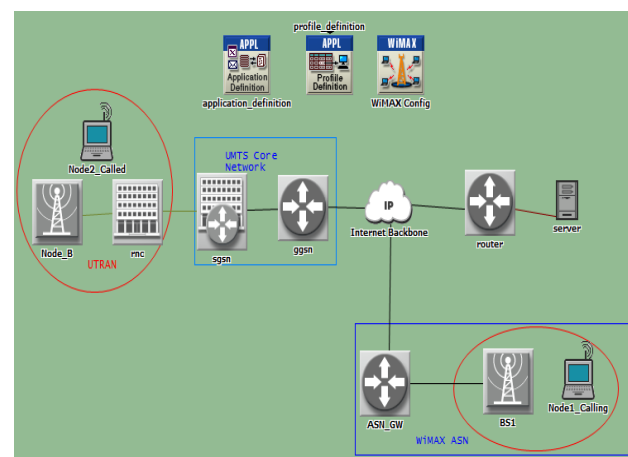 profile_definition
APPL
APPL
WiMAX
Application
Definition
Profile
Definition
application_definition
WiMAX Config
Node2_Called
UMTS Core
Network
IP
Internet Backbone
Node_B
rnc
UTRAN
sgsn
ggsn
router
server
ASN_GW
BS1
Node1_Calling
WiMAX ASN